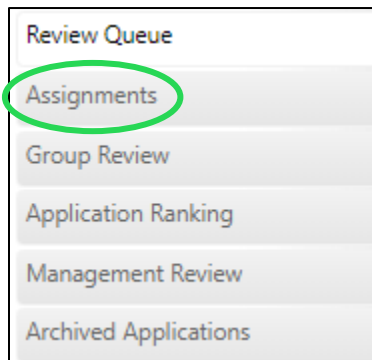 Review Queue
Assignments
Group Review
Application Ranking
Management Review
Archived Applications